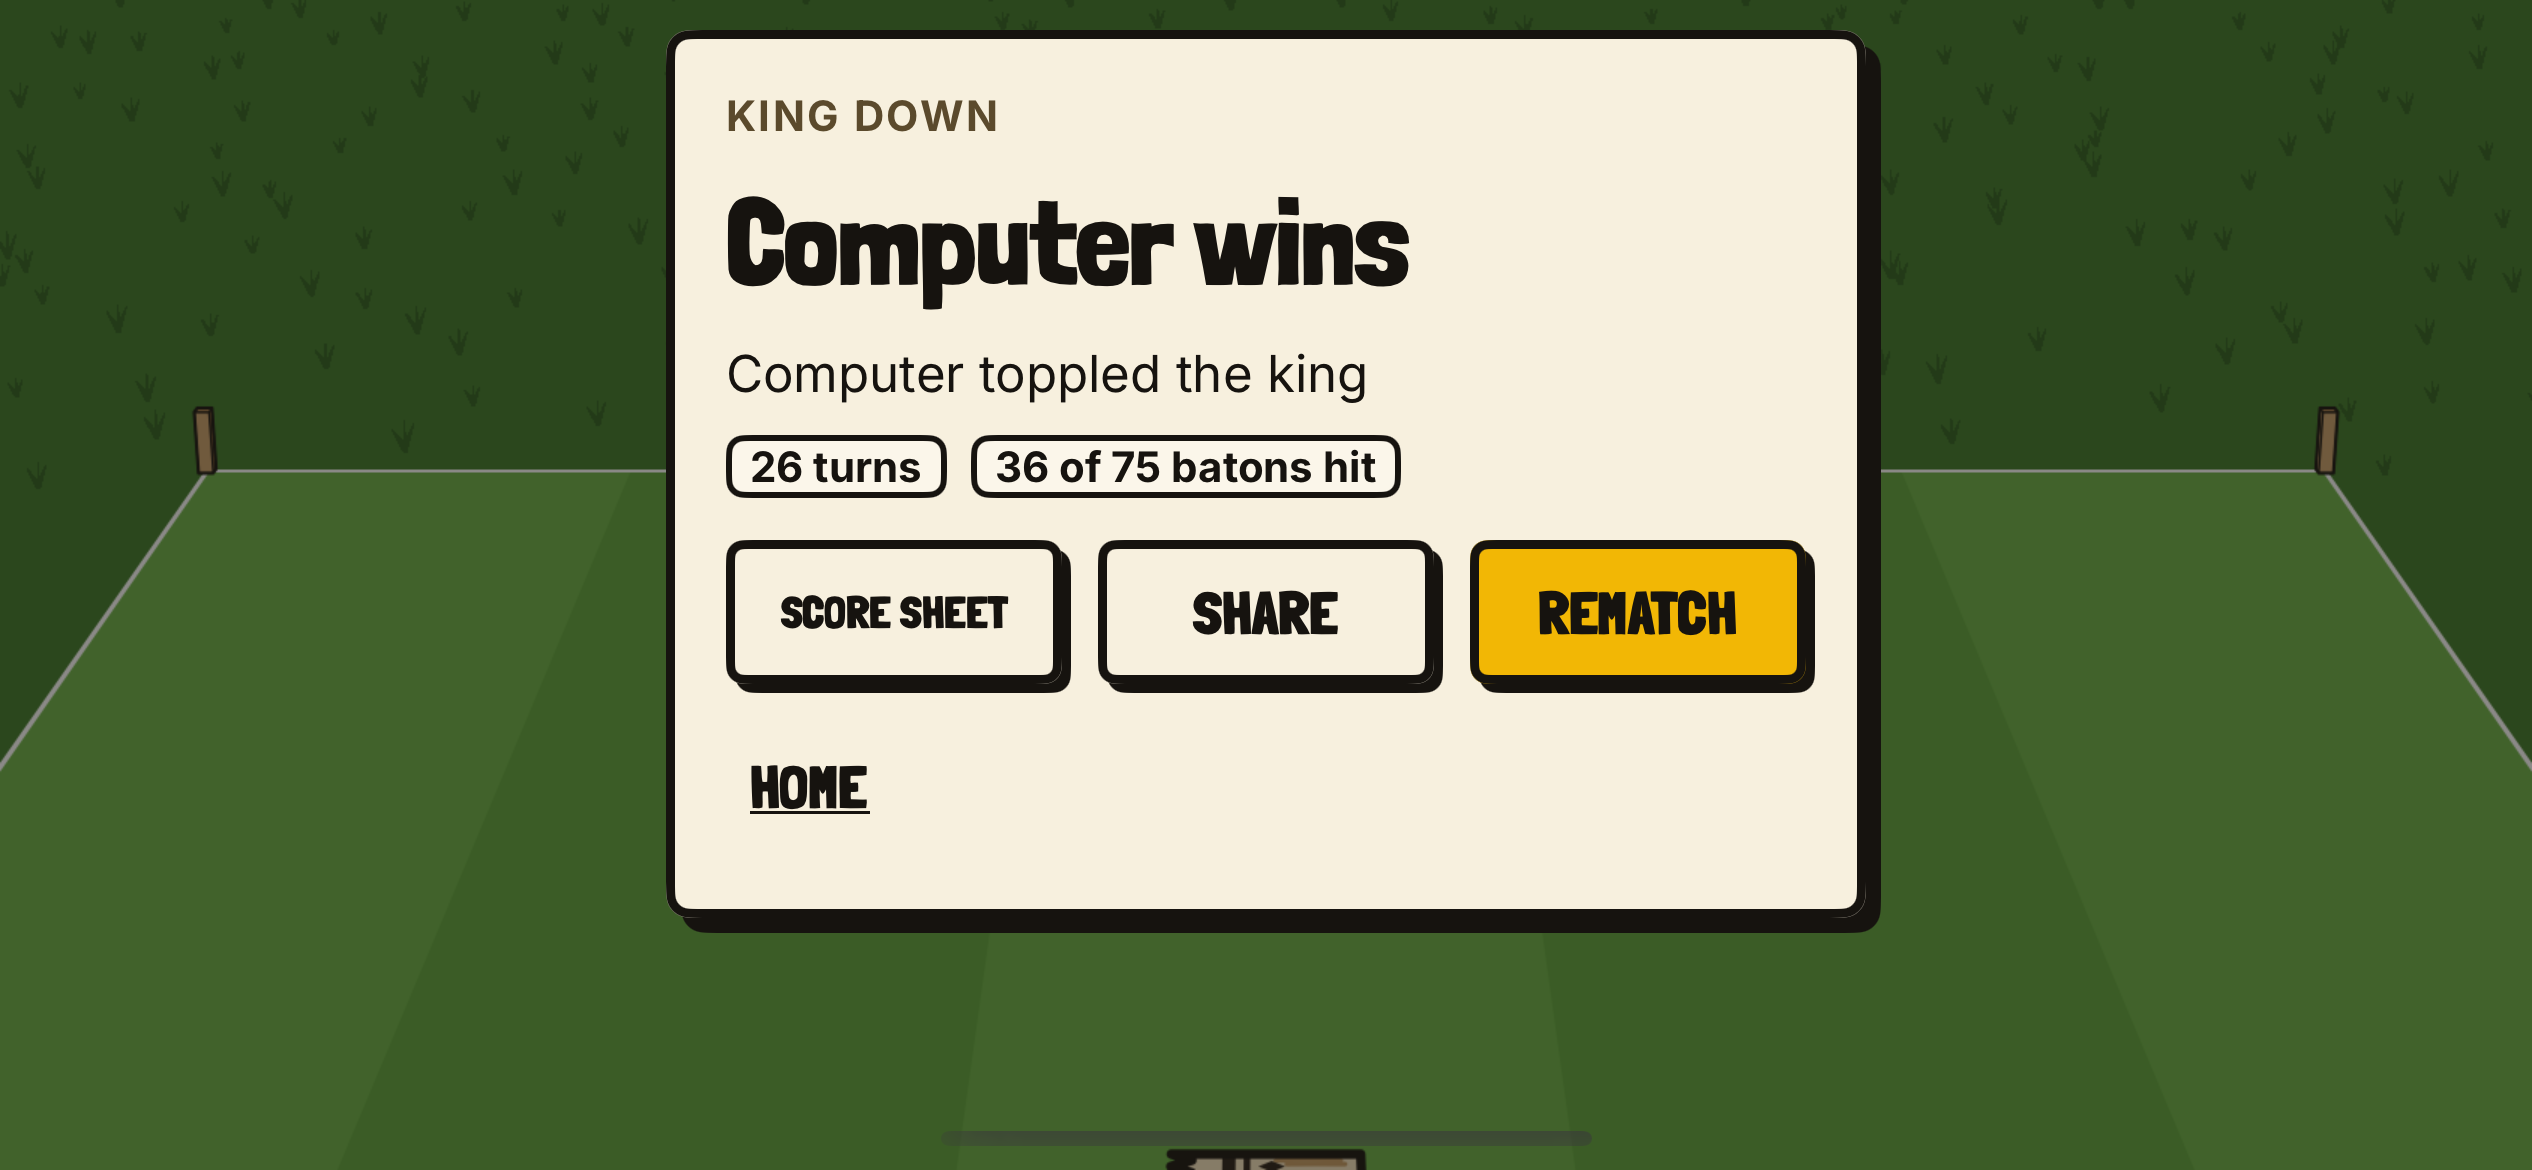 KING DOWN
Computer wins
Computer toppled the king
26 turns 36 of 75 batons hit
SCORE SHEET SHARE REMATCH
HOME